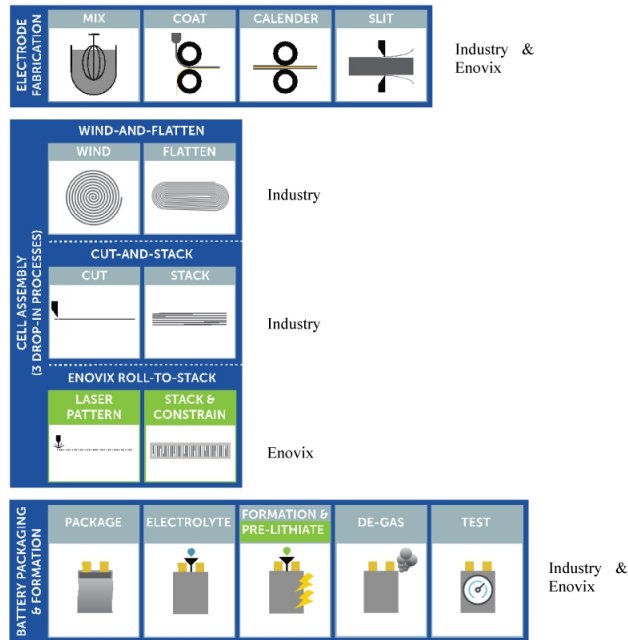 ELECTRODE
FABRICATION
MIX
COAT
CALENDER
SLIT
Industry &
Enovix
CELL ASSEMBLY
(3 DROP-IN PROCESSES)
WIND-AND-FLATTEN
WIND
FLATTEN
Industry
CUT-AND-STACK
CUT
STACK
Industry
ENOVIX ROLL-TO-STACK
LASER
PATTERN
STACK &
CONSTRAIN
Enovix
BATTERY PACKAGING
& FORMATION
PACKAGE
ELECTROLYTE
FORMATION &
PRE-LITHIATE
DE-GAS
TEST
Industry &
Enovix